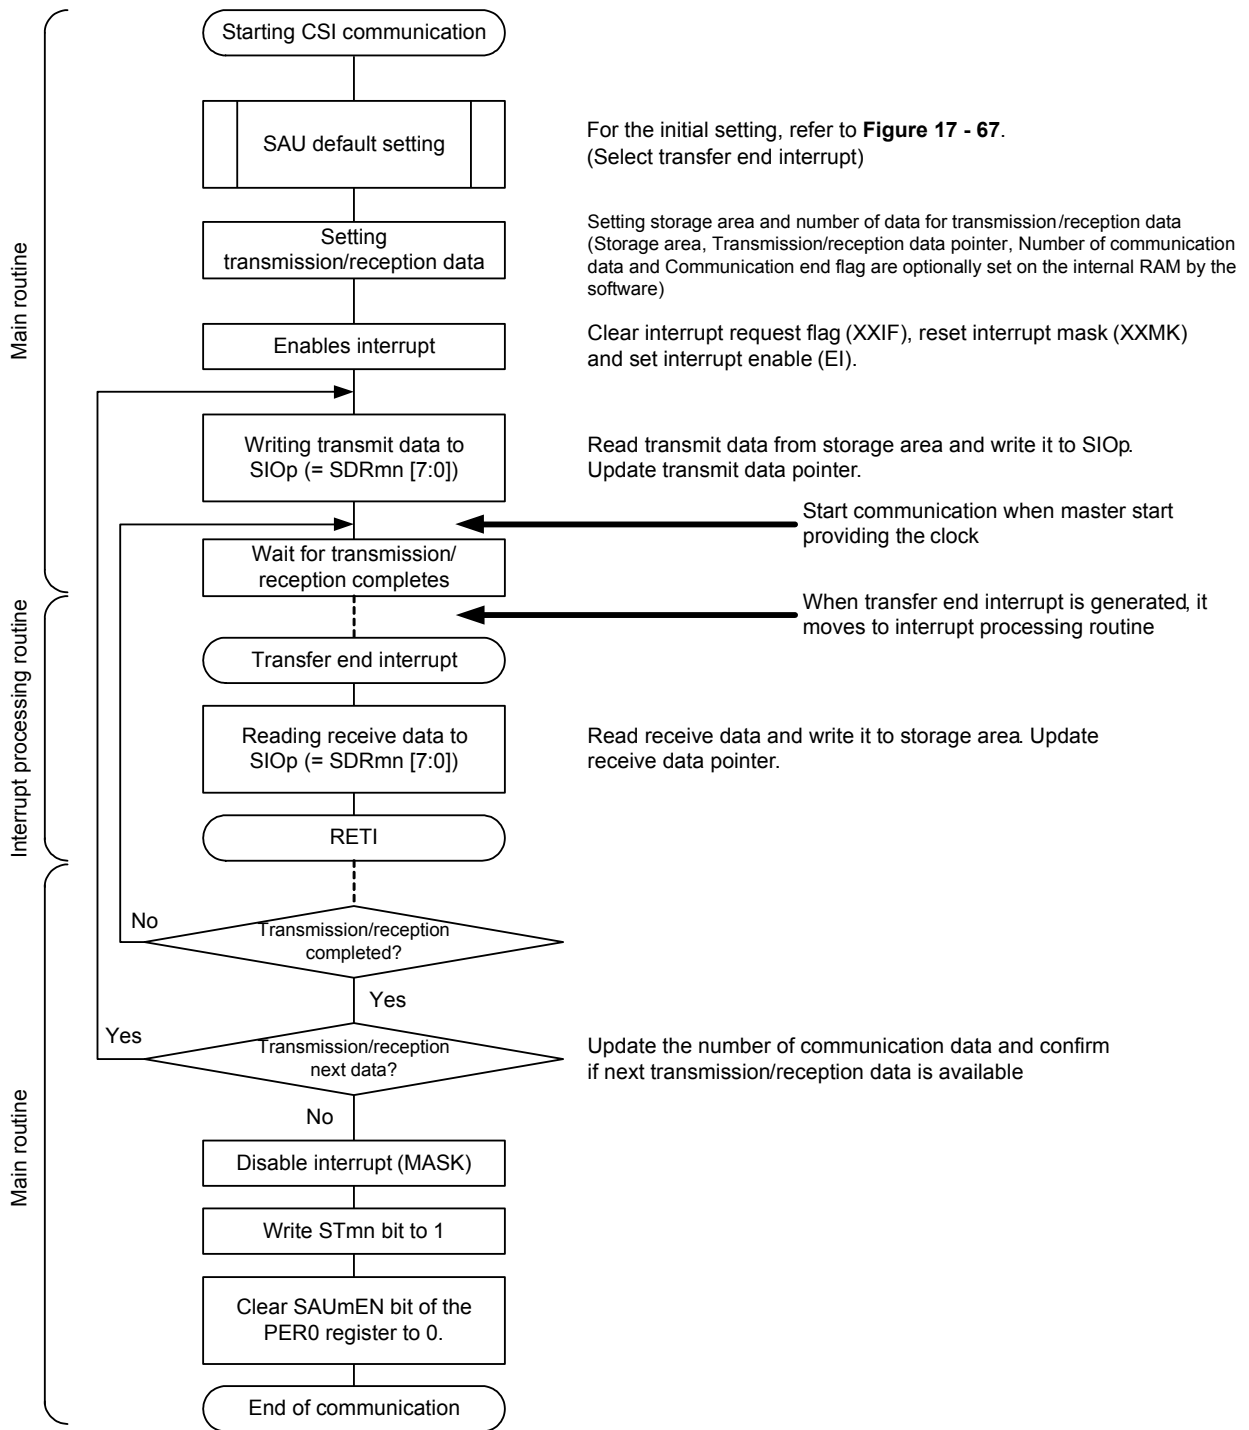 Starting CSI communication
SAU default setting
For the initial setting, refer to Figure 17 - 67.
(Select transfer end interrupt)
Setting
transmission/reception data
Setting storage area and number of data for transmission/reception data
(Storage area, Transmission/reception data pointer, Number of communication
data and Communication end flag are optionally set on the internal RAM by the
software)
Main routine
Enables interrupt
Clear interrupt request flag (XXIF), reset interrupt mask (XXMK)
and set interrupt enable (EI).
Writing transmit data to
SIOp (= SDRmn [7:0])
Read transmit data from storage area and write it to SIOp.
Update transmit data pointer.
Start communication when master start
providing the clock
Wait for transmission/
reception completes
When transfer end interrupt is generated, it
moves to interrupt processing routine
Interrupt processing routine
Transfer end interrupt
Reading receive data to
SIOp (= SDRmn [7:0])
Read receive data and write it to storage area. Update
receive data pointer.
RETI
No
Transmission/reception
completed?
Yes
Yes
Transmission/reception
next data?
Update the number of communication data and confirm
if next transmission/reception data is available
No
Main routine
Disable interrupt (MASK)
Write STmn bit to 1
Clear SAUmEN bit of the
PER0 register to 0.
End of communication